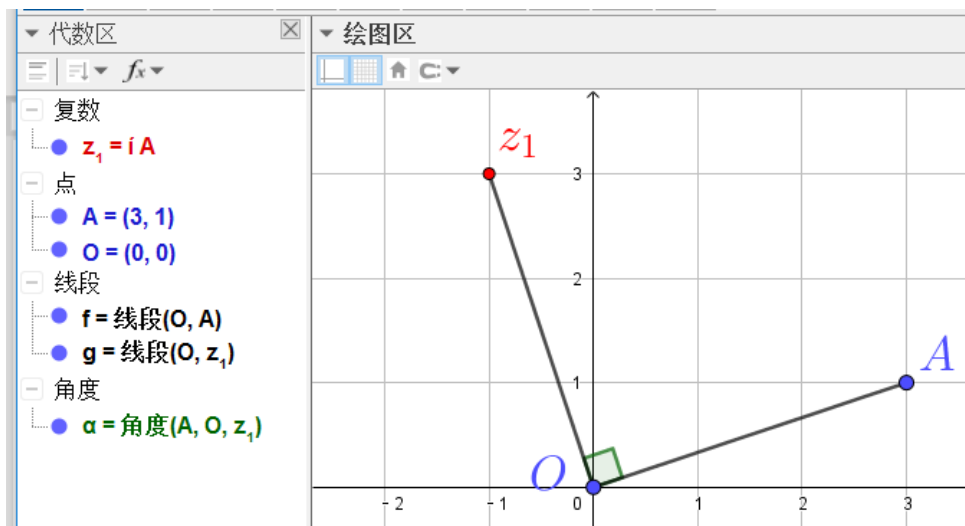 代数区
fx
复数
z₁ = í A
点
A = (3, 1)
O = (0, 0)
线段
f = 线段(O, A)
g = 线段(O, z₁)
角度
α = 角度(A, O, z₁)
绘图区
z₁
3
2
A
1
O
-2 -1 0 1 2 3